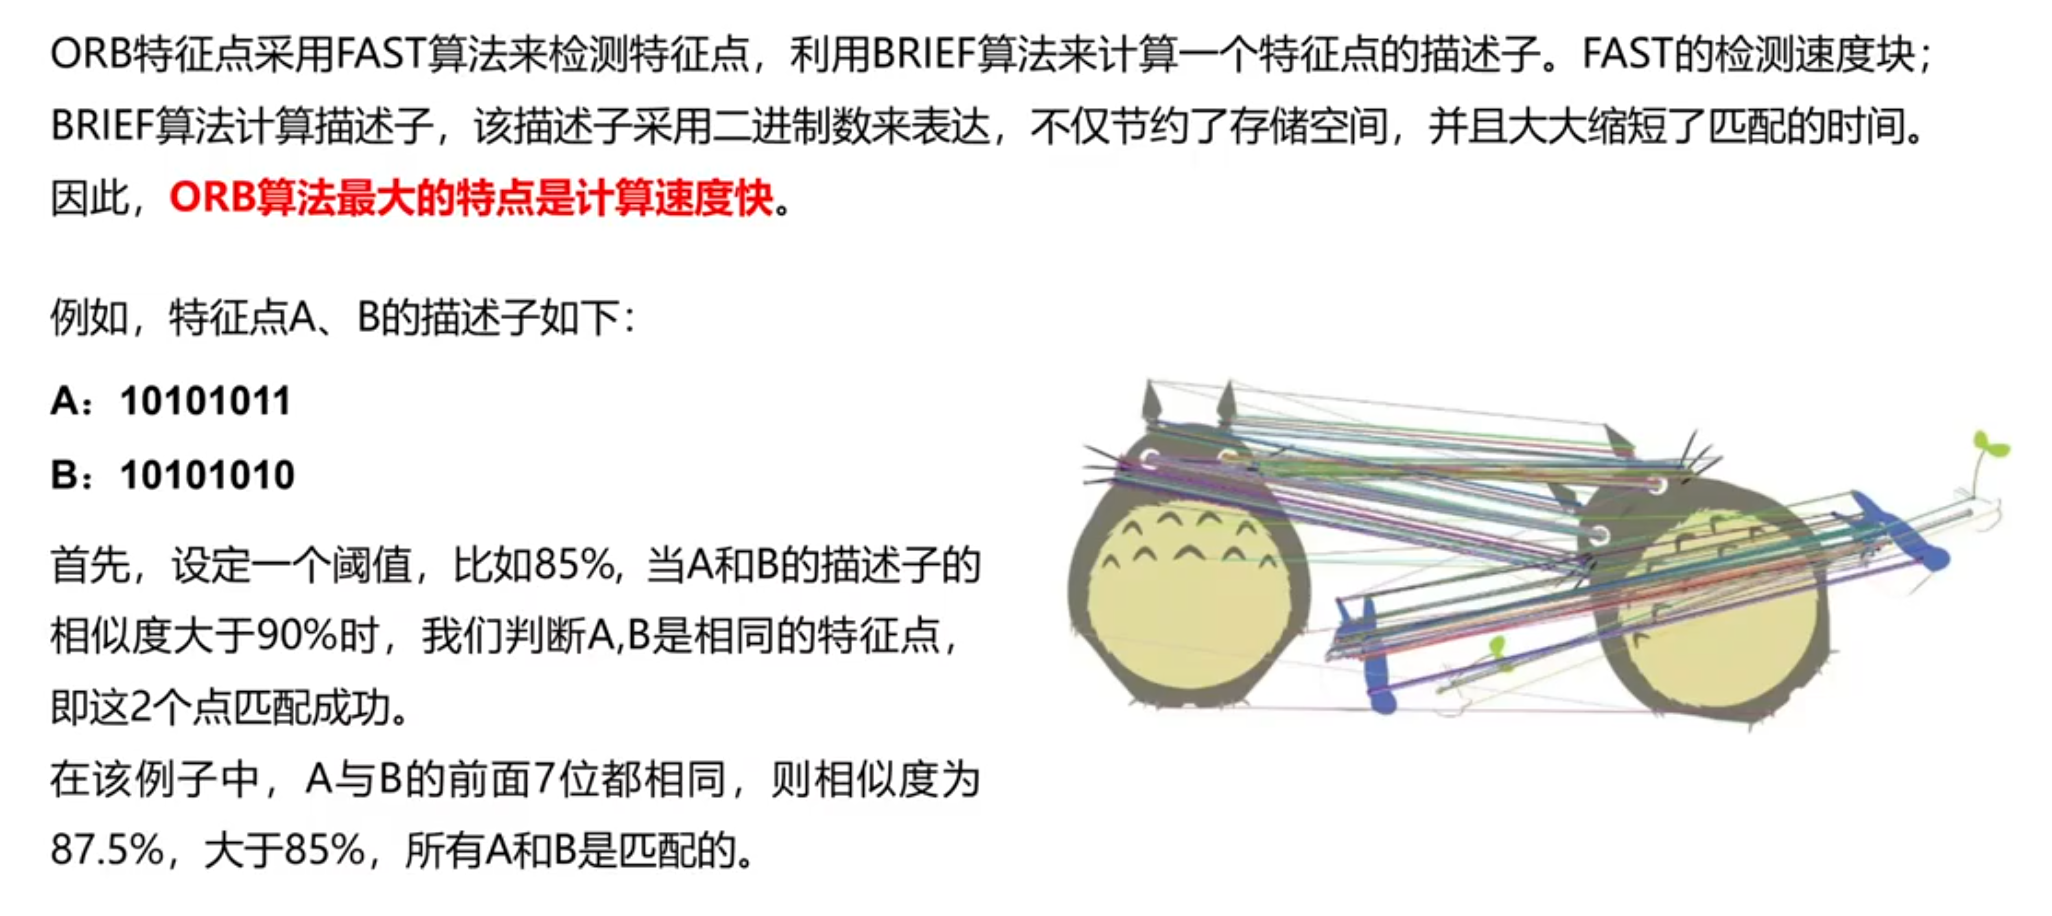 ORB特征点采用FAST算法来检测特征点，利用BRIEF算法来计算一个特征点的描述子。FAST的检测速度块；
BRIEF算法计算描述子，该描述子采用二进制数来表达，不仅节约了存储空间，并且大大缩短了匹配的时间。
因此，ORB算法最大的特点是计算速度快。
例如，特征点A、B的描述子如下：
A：10101011
B：10101010
首先，设定一个阈值，比如85%，当A和B的描述子的
相似度大于90%时，我们判断A,B是相同的特征点，
即这2个点匹配成功。
在该例子中，A与B的前面7位都相同，则相似度为
87.5%，大于85%，所有A和B是匹配的。